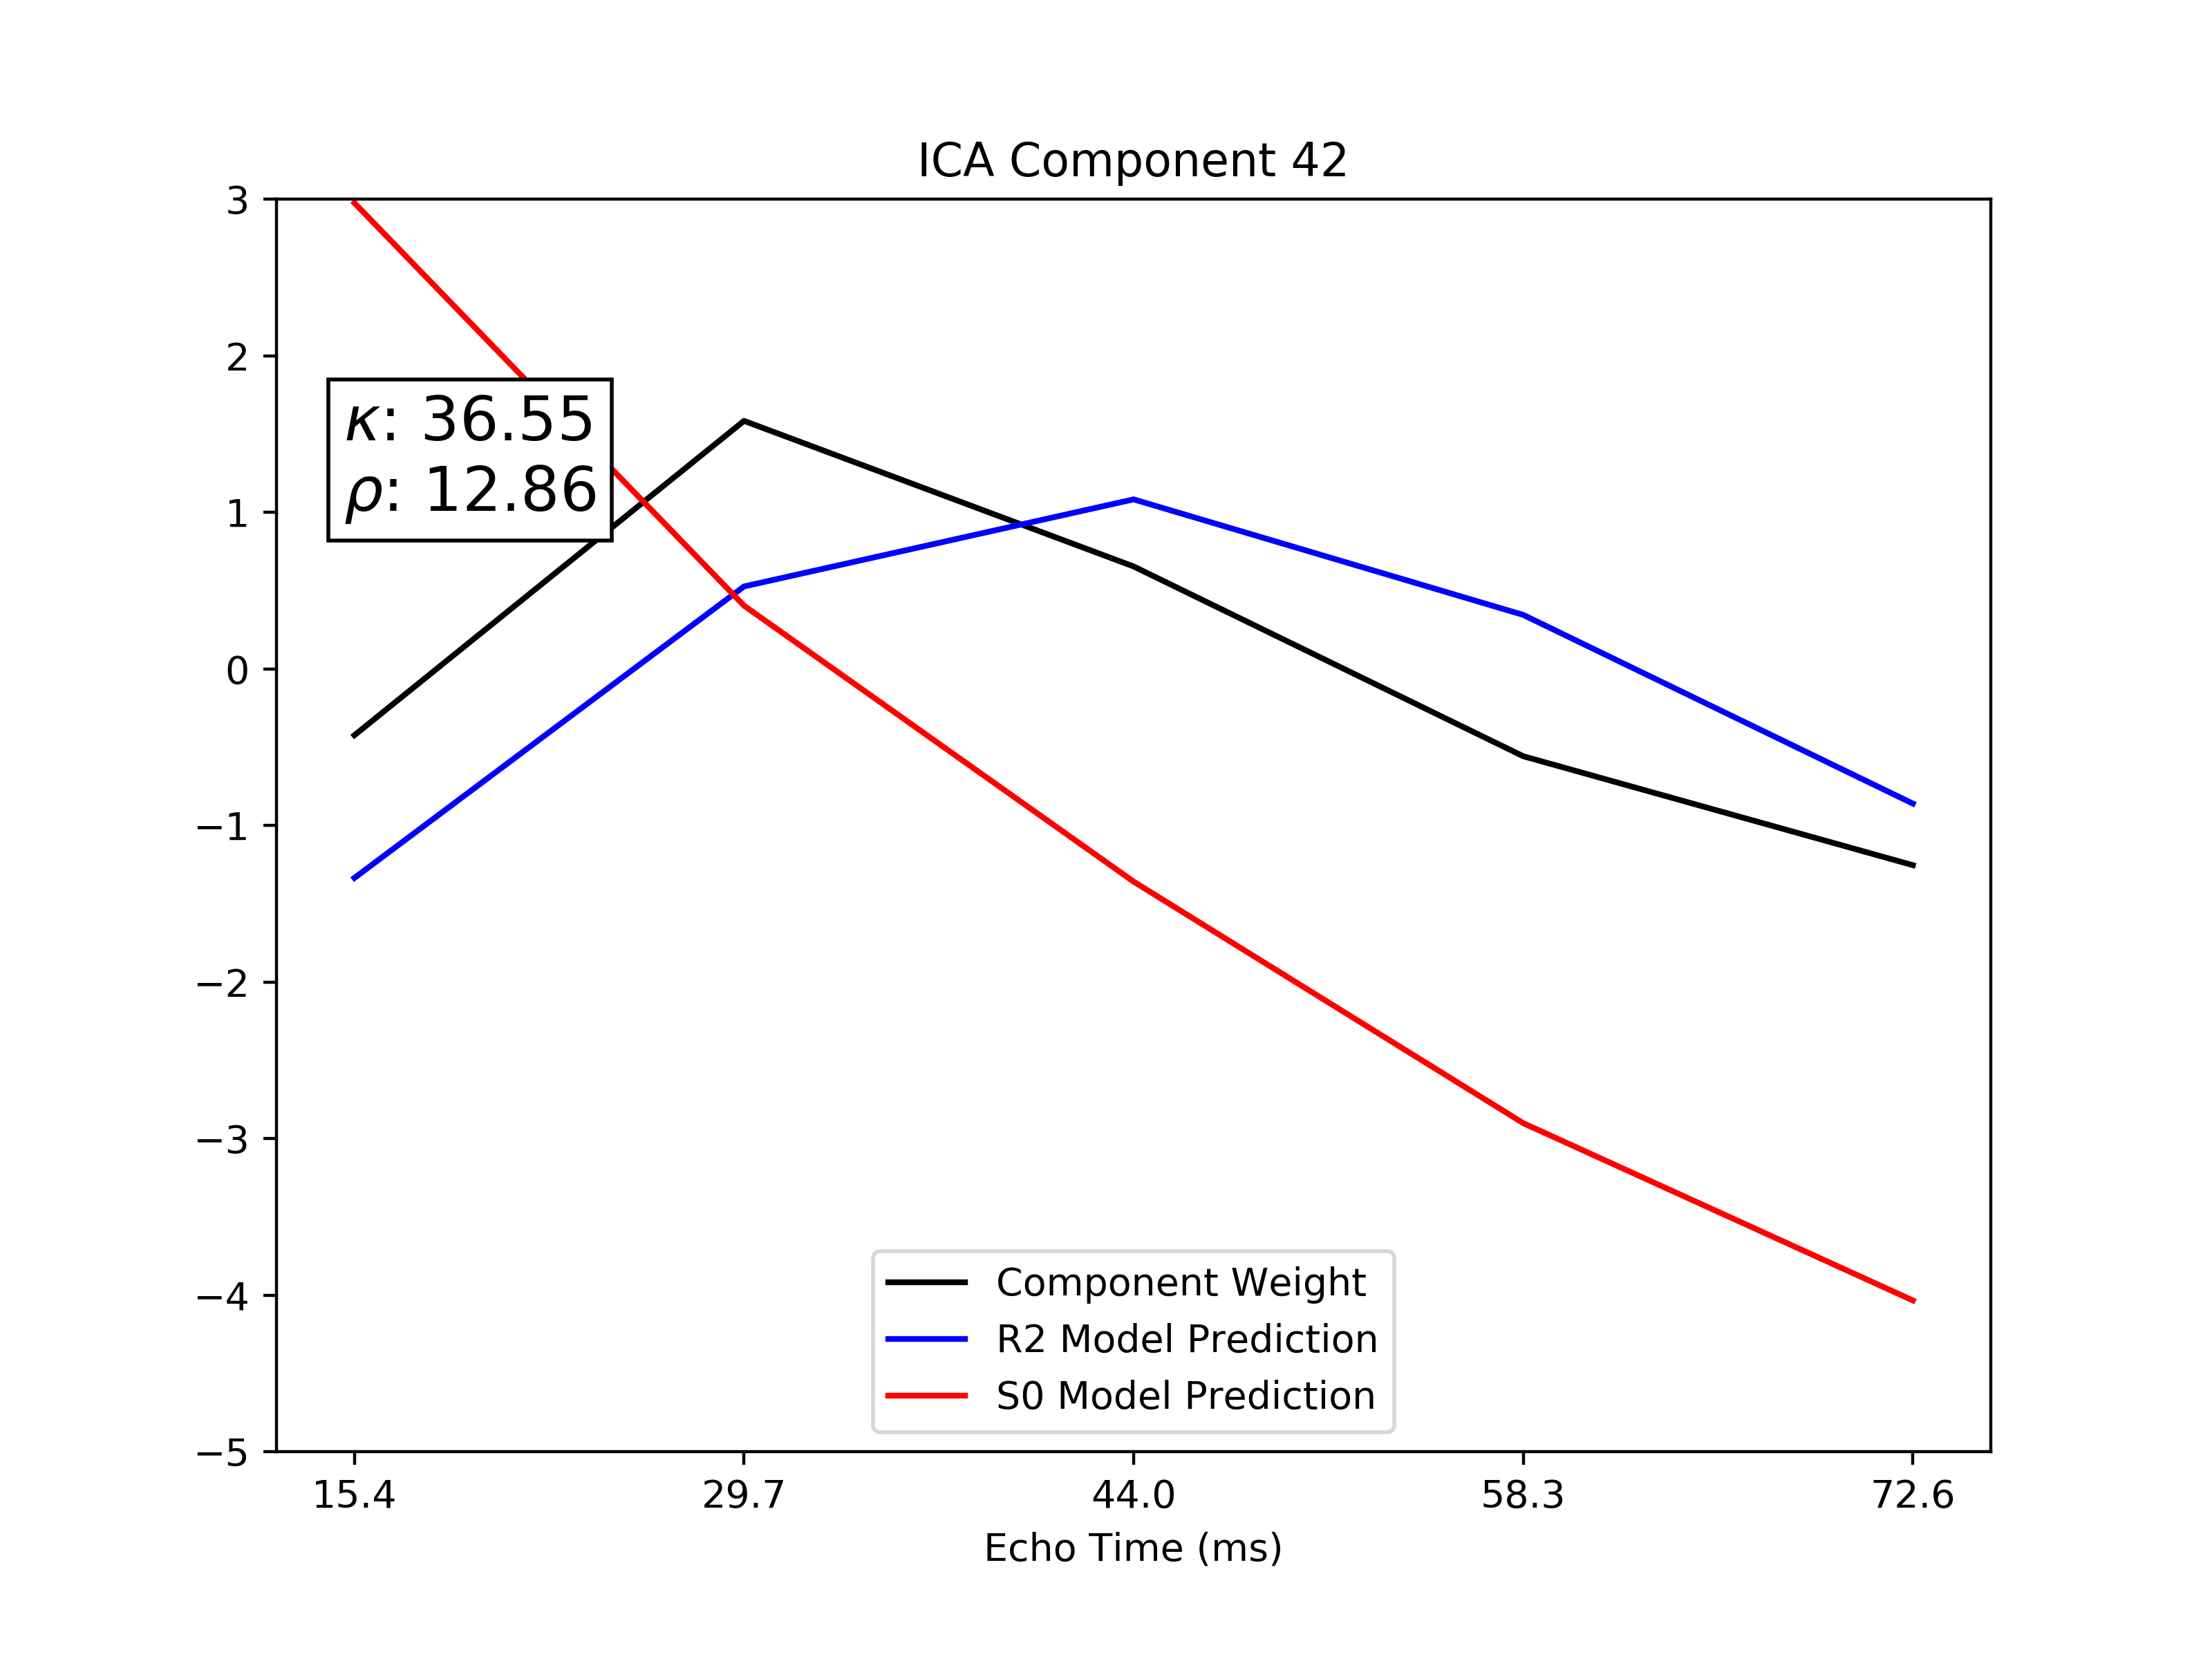 ICA Component 42
3
2
1
0
−1
−2
−3
−4
−5
κ: 36.55
ρ: 12.86
Component Weight
R2 Model Prediction
S0 Model Prediction
15.4 29.7 44.0 58.3 72.6
Echo Time (ms)